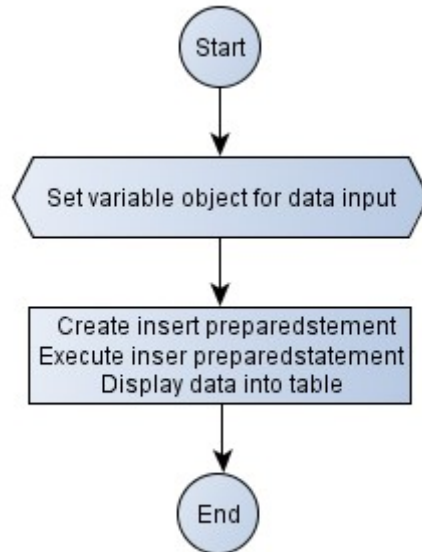 Start
Set variable object for data input
Create insert preparedstement
Execute inser preparedstatement
Display data into table
End